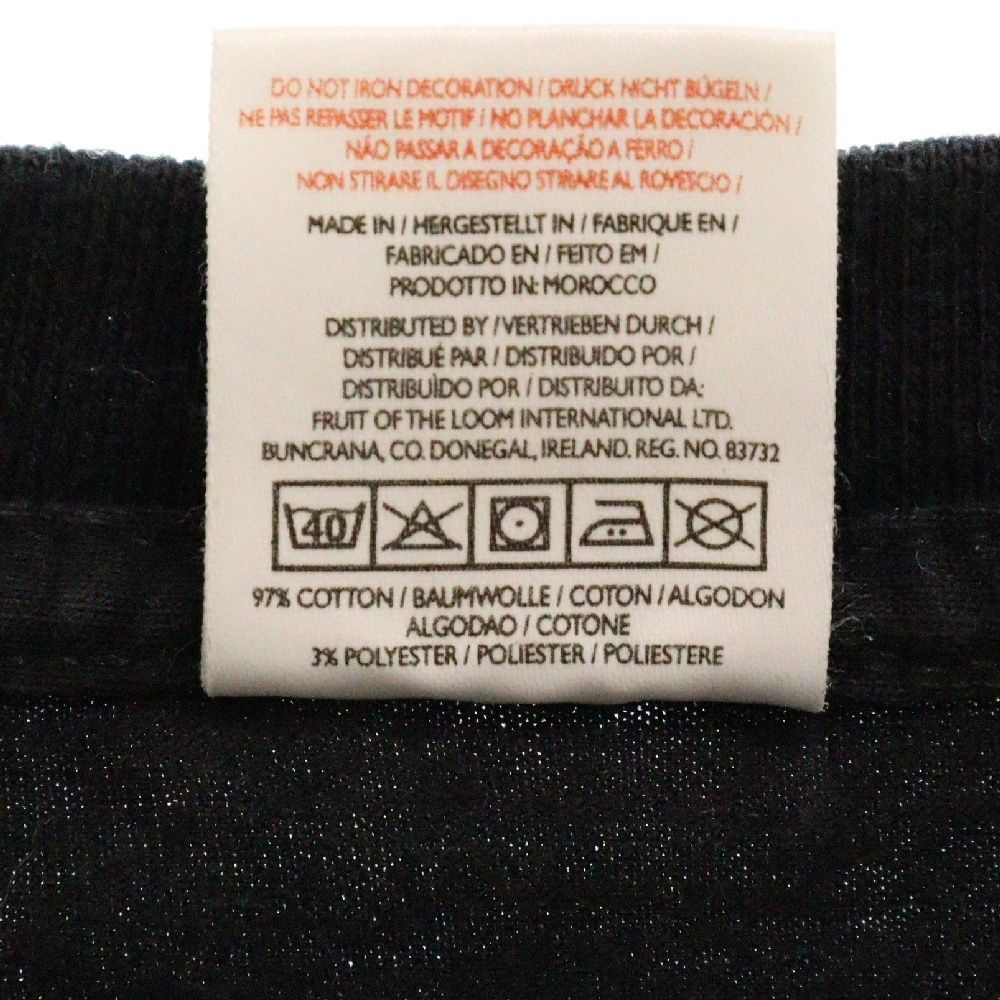 DO NOT IRON DECORATION / DRUCK NICHT BÜGELN /
NE PAS REPASSER LE MOTIF / NO PLANCHAR LA DECORACIÓN /
NÃO PASSAR A DECORAÇÃO A FERRO /
NON STIRARE IL DISEGNO STIRARE AL ROVESCIO /
MADE IN / HERGESTELLT IN / FABRIQUE EN /
FABRICADO EN / FEITO EM /
PRODOTTO IN: MOROCCO
DISTRIBUTED BY / VERTRIEBEN DURCH /
DISTRIBUÉ PAR / DISTRIBUIDO POR /
DISTRIBUÌDO POR / DISTRIBUITO DA:
FRUIT OF THE LOOM INTERNATIONAL LTD.
BUNCRANA, CO. DONEGAL, IRELAND. REG. NO. 83732
40
97% COTTON / BAUMWOLLE / COTON / ALGODON
ALGODAO / COTONE
3% POLYESTER / POLIESTER / POLIESTERE